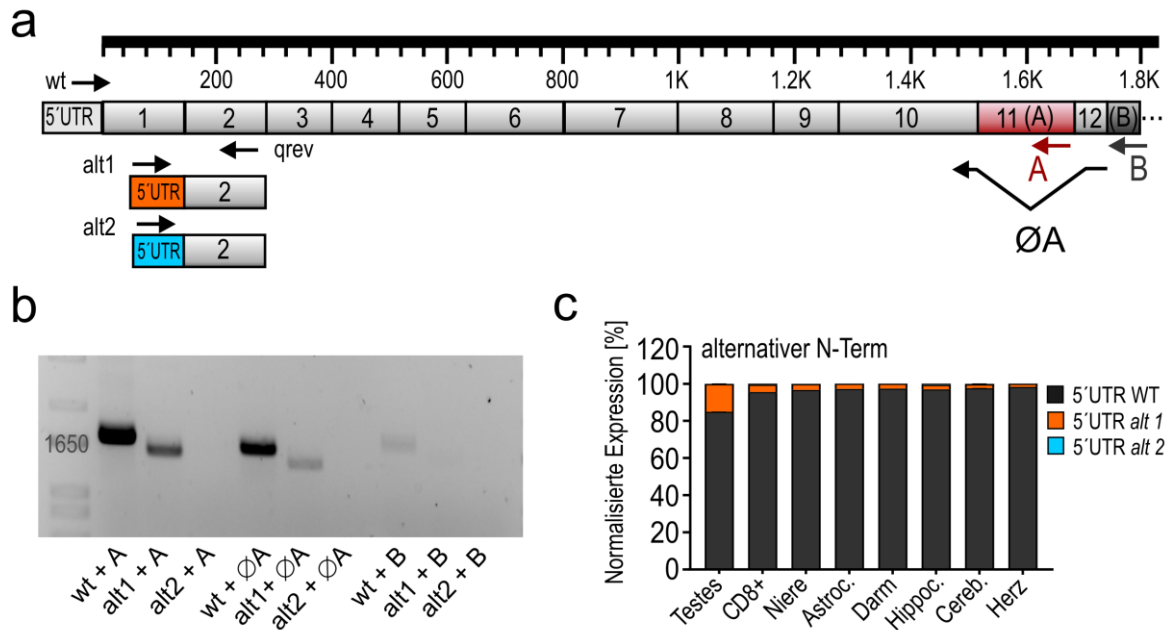 a
wt 200 400 600 800 1K 1.2K 1.4K 1.6K 1.8K
5´UTR 1 2 3 4 5 6 7 8 9 10 11 (A) 12 (B) ...
alt1 qrev A B
5´UTR 2
ØA
alt2
5´UTR 2
b
1650
wt + A
alt1 + A
alt2 + A
wt + ϕA
alt1+ ϕA
alt2 + ϕA
wt + B
alt1 + B
alt2 + B
c
Normalisierte Expression [%]
alternativer N-Term
120
100
80
60
40
20
0
5´UTR WT
5´UTR alt 1
5´UTR alt 2
Testes
CD8+
Niere
Astroc.
Darm
Hippoc.
Cereb.
Herz